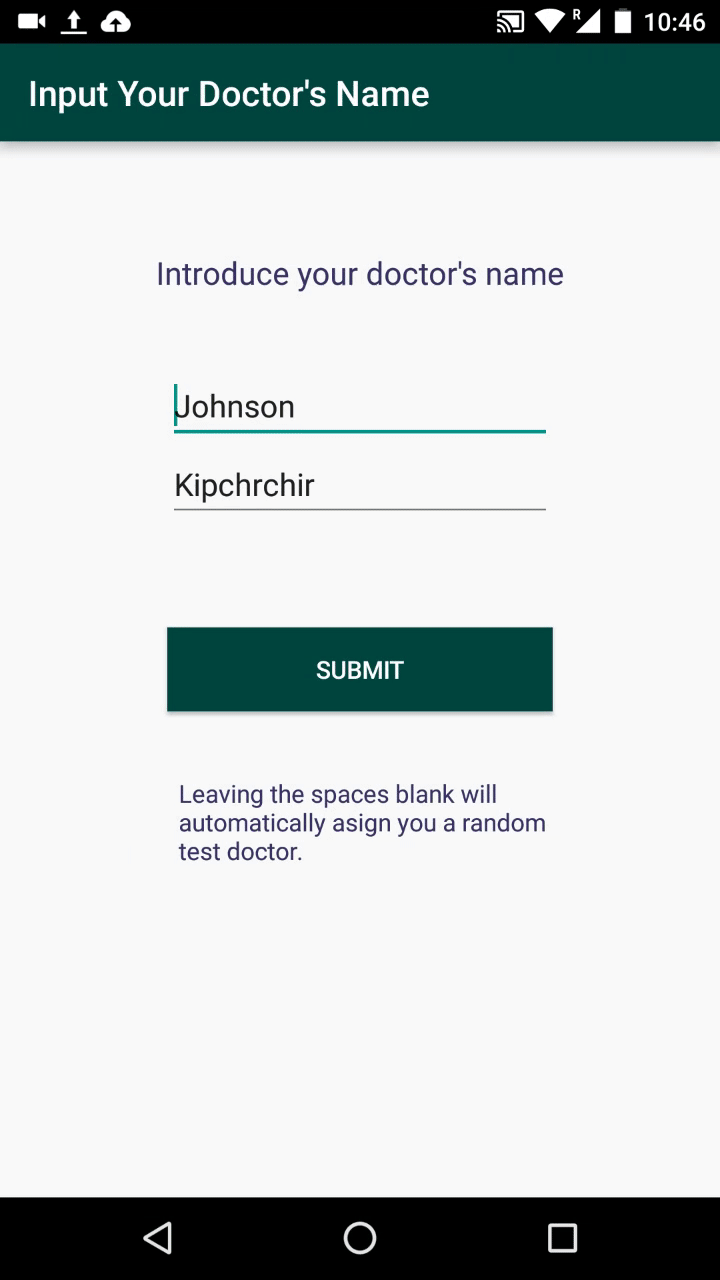 R 10:46
Input Your Doctor's Name
Introduce your doctor's name
Johnson
Kipchrchir
SUBMIT
Leaving the spaces blank will
automatically asign you a random
test doctor.